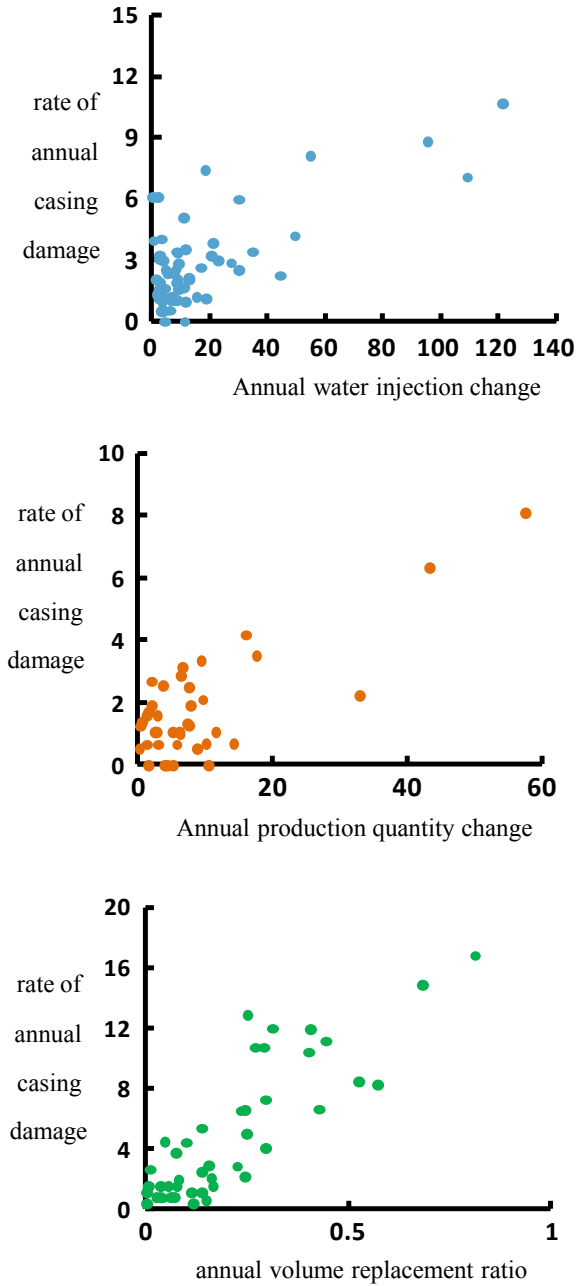 15
12
9
6
3
0
rate of
annual
casing
damage
0 20 40 60 80 100 120 140
Annual water injection change
10
8
6
4
2
0
rate of
annual
casing
damage
0 20 40 60
Annual production quantity change
20
16
12
8
4
0
rate of
annual
casing
damage
0 0.5 1
annual volume replacement ratio